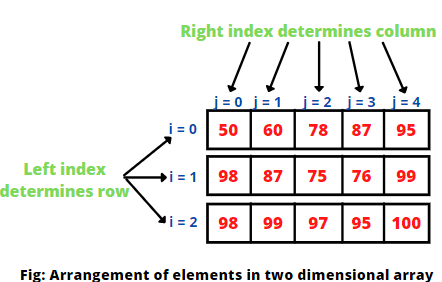 Right index determines column
j = 0 j = 1 j = 2 j = 3 j = 4
i = 0 50 60 78 87 95
Left index
determines row
i = 1 98 87 75 76 99
i = 2 98 99 97 95 100
Fig: Arrangement of elements in two dimensional array